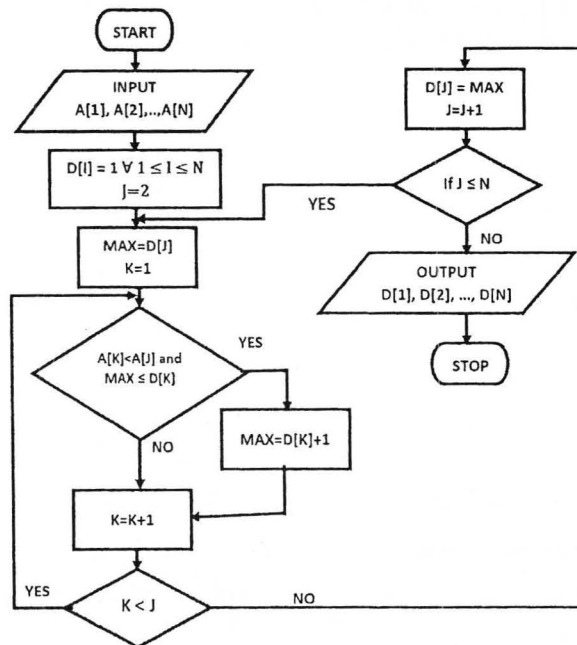 START
INPUT
A[1], A[2],..,A[N]
D[I] = 1 ∀ 1 ≤ I ≤ N
J=2
MAX=D[J]
K=1
A[K]<A[J] and
MAX ≤ D[K}
YES
NO
MAX=D[K]+1
K=K+1
K < J
YES
NO
D[J] = MAX
J=J+1
If J ≤ N
YES
NO
OUTPUT
D[1], D[2], ..., D[N]
STOP